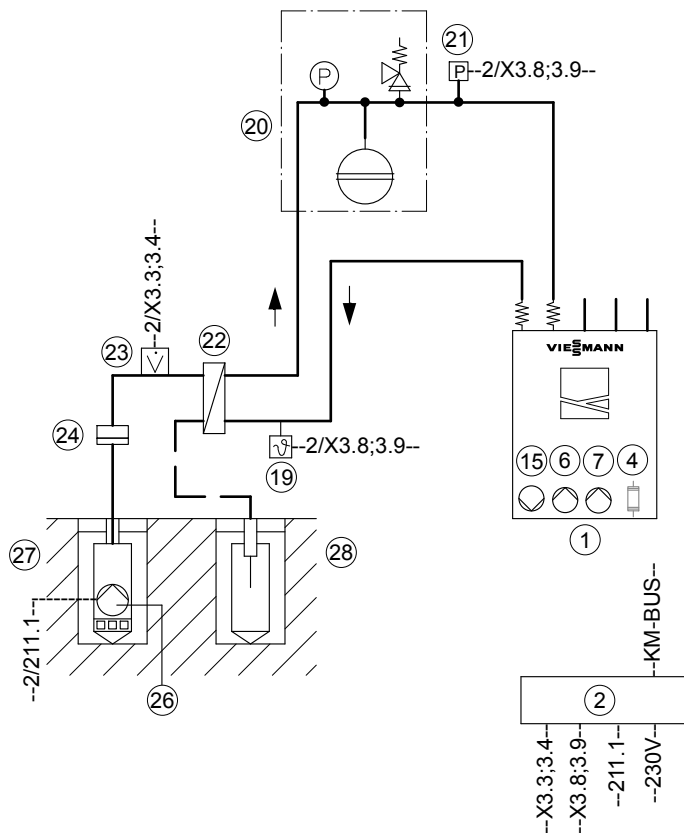 21
P
P
--2/X3.8;3.9--
20
--2/X3.3;3.4--
23
22
VIESSMANN
24
ϑ
--2/X3.8;3.9--
19
15
6
7
4
1
27
28
--2/211.1--
26
--KM-BUS--
2
--X3.3;3.4
--X3.8;3.9
--211.1--
--230V--